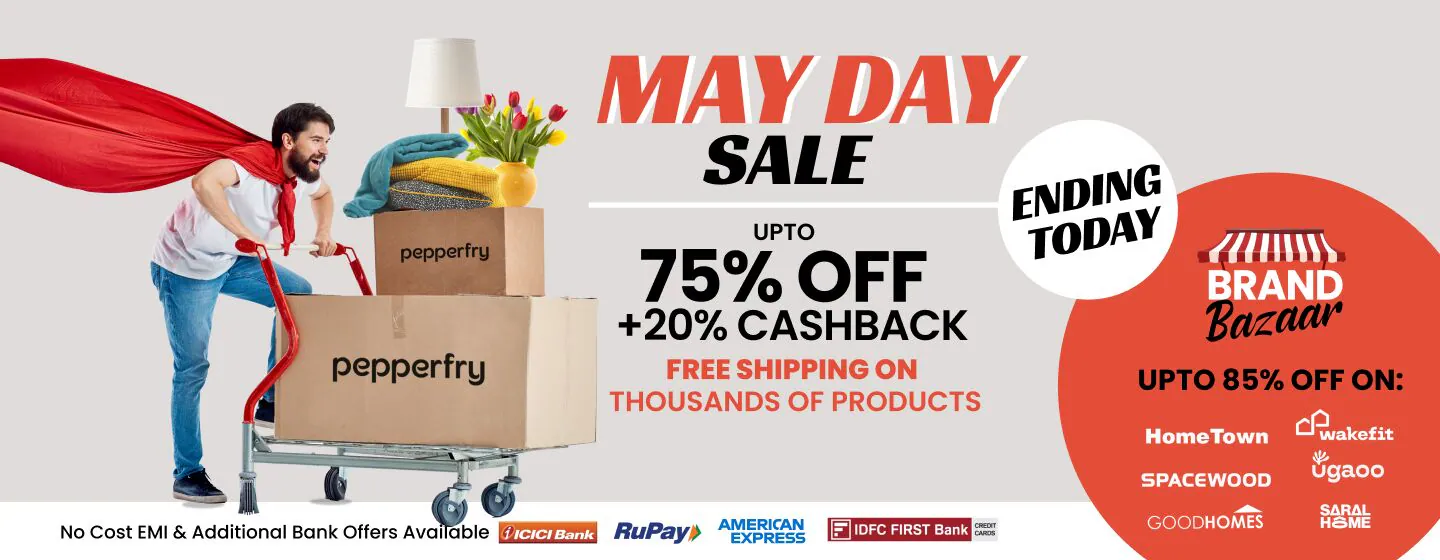 MAY DAY
SALE
UPTO
75% OFF
+20% CASHBACK
FREE SHIPPING ON
THOUSANDS OF PRODUCTS
pepperfry
pepperfry
ENDING
TODAY
BRAND
Bazaar
UPTO 85% OFF ON:
HomeTown
wakefit
SPACEWOOD
ugaoo
GOODHOMES
SARAL
HOME
No Cost EMI & Additional Bank Offers Available
ICICI Bank
RuPay
AMERICAN
EXPRESS
IDFC FIRST Bank
CREDIT
CARDS